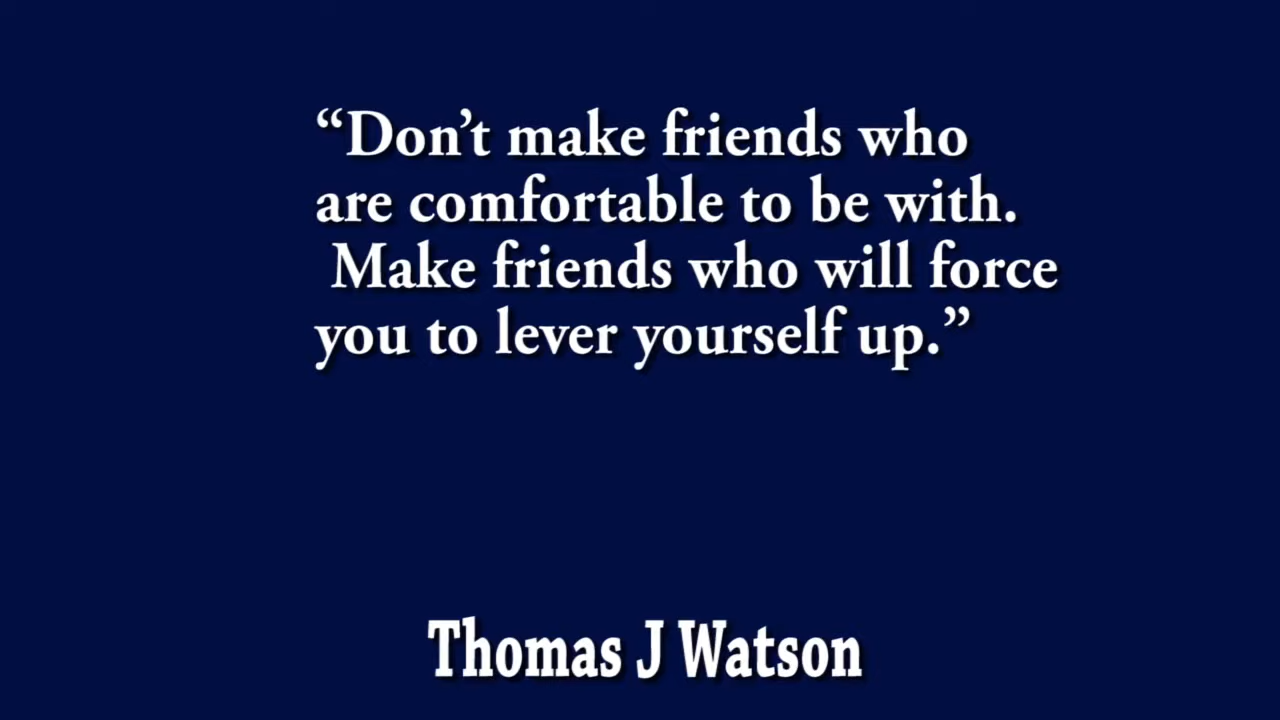 “Don’t make friends who
are comfortable to be with.
Make friends who will force
you to lever yourself up.”
Thomas J Watson